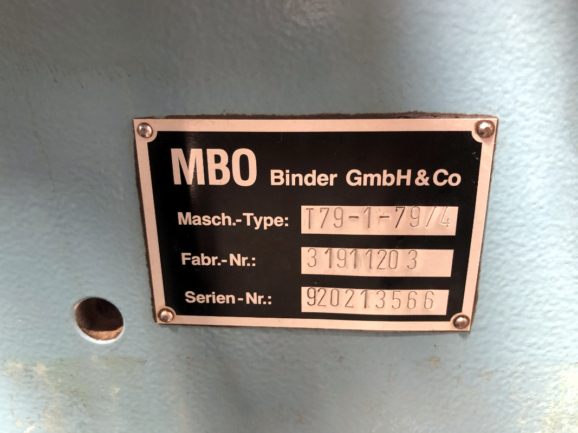 MBO Binder GmbH & Co
Masch.-Type: T79-1-79/4
Fabr.-Nr.: 31911203
Serien-Nr.: 920213566